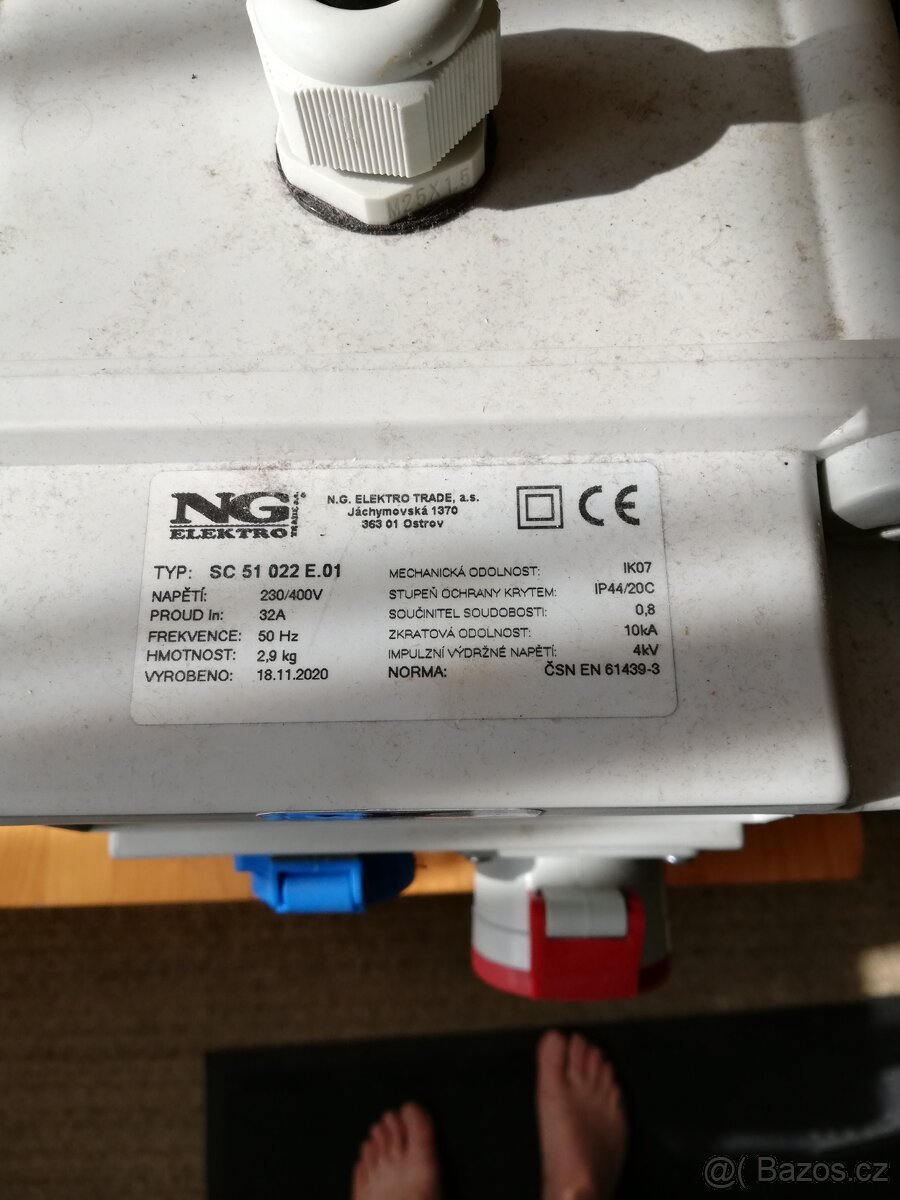 M25X1.5
NG
ELEKTRO
TRADE, a.s.
N.G. ELEKTRO TRADE, a.s.
Jáchymovská 1370
363 01 Ostrov
CE
TYP: SC 51 022 E.01
NAPĚTÍ: 230/400V
PROUD In: 32A
FREKVENCE: 50 Hz
HMOTNOST: 2,9 kg
VYROBENO: 18.11.2020
MECHANICKÁ ODOLNOST: IK07
STUPEŇ OCHRANY KRYTEM: IP44/20C
SOUČINITEL SOUDOBOSTI: 0,8
ZKRATOVÁ ODOLNOST: 10kA
IMPULZNÍ VÝDRŽNÉ NAPĚTÍ: 4kV
NORMA: ČSN EN 61439-3
@( Bazos.cz